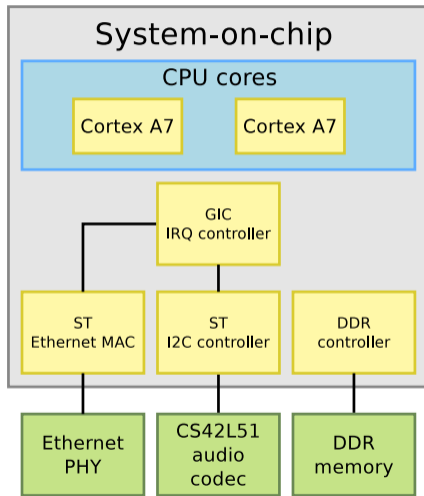 System-on-chip
CPU cores
Cortex A7
Cortex A7
GIC
IRQ controller
ST
Ethernet MAC
ST
I2C controller
DDR
controller
Ethernet
PHY
CS42L51
audio
codec
DDR
memory